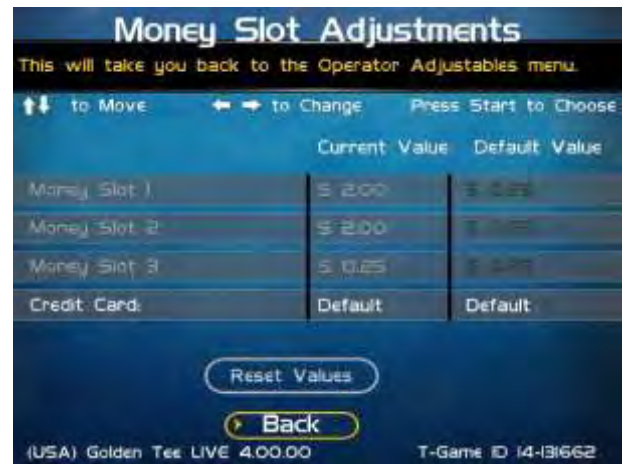 Money Slot Adjustments
This will take you back to the Operator Adjustables menu.
to Move to Change Press Start to Choose
Current Value Default Value
Money Slot 1 $ 2.00
Money Slot 2 $ 2.00
Money Slot 3 $ 0.25
Credit Card: Default Default
Reset Values
Back
(USA) Golden Tee LIVE 4.00.00 T-Game ID 14-131662